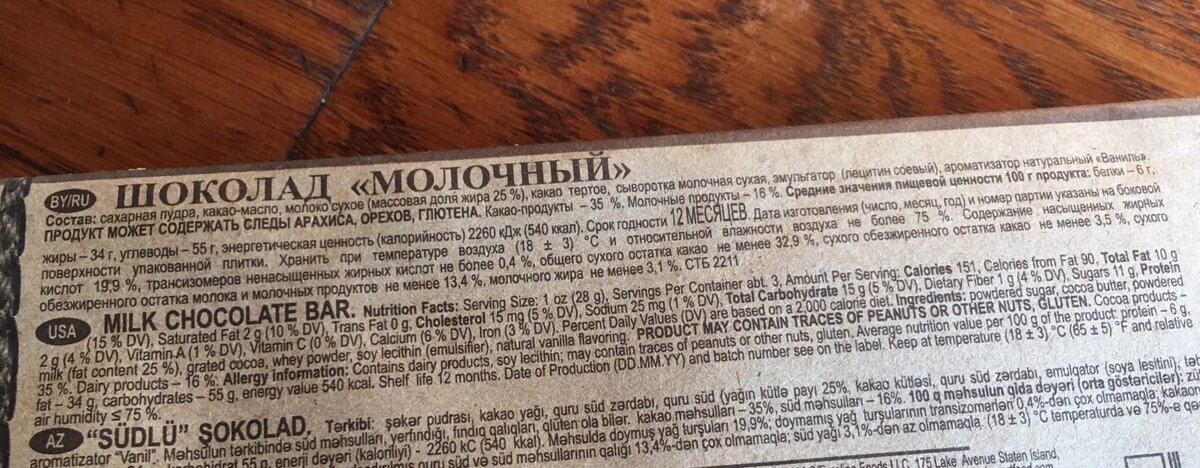 BY/RU ШОКОЛАД «МОЛОЧНЫЙ»
Состав: сахарная пудра, какао-масло, молоко сухое (массовая доля жира 25 %), какао тертое, сыворотка молочная сухая, эмульгатор (лецитин соевый), ароматизатор натуральный «Ваниль».
ПРОДУКТ МОЖЕТ СОДЕРЖАТЬ СЛЕДЫ АРАХИСА, ОРЕХОВ, ГЛЮТЕНА. Какао-продукты – 35 %. Молочные продукты – 16 %. Средние значения пищевой ценности 100 г продукта: белки – 6 г,
жиры – 34 г, углеводы – 55 г, энергетическая ценность (калорийность) 2260 кДж (540 ккал). Срок годности 12 МЕСЯЦЕВ. Дата изготовления (число, месяц, год) и номер партии указаны на боковой
поверхности упакованной плитки. Хранить при температуре воздуха (18 ± 3) °С и относительной влажности воздуха не более 75 %. Содержание насыщенных жирных
кислот 19,9 %, трансизомеров ненасыщенных жирных кислот не более 0,4 %, общего сухого остатка какао не менее 32,9 %, сухого обезжиренного остатка какао не менее 3,5 %, сухого
обезжиренного остатка молока и молочных продуктов не менее 13,4 %, молочного жира не менее 3,1 %. СТБ 2211
USA MILK CHOCOLATE BAR. Nutrition Facts: Serving Size: 1 oz (28 g), Servings Per Container abt. 3, Amount Per Serving: Calories 151, Calories from Fat 90, Total Fat 10 g
(15 % DV), Saturated Fat 2 g (10 % DV), Trans Fat 0 g, Cholesterol 15 mg (5 % DV), Sodium 25 mg (1 % DV), Total Carbohydrate 15 g (5 % DV), Dietary Fiber 1 g (4 % DV), Sugars 11 g, Protein
2 g (4 % DV), Vitamin A (1 % DV), Vitamin C (0 % DV), Calcium (6 % DV), Iron (3 % DV). Percent Daily Values (DV) are based on a 2,000 calorie diet. Ingredients: powdered sugar, cocoa butter, powdered
milk (fat content 25 %), grated cocoa, whey powder, soy lecithin (emulsifier), natural vanilla flavoring. PRODUCT MAY CONTAIN TRACES OF PEANUTS OR OTHER NUTS, GLUTEN. Cocoa products –
35 %. Dairy products – 16 %. Allergy Information: Contains dairy products, soy lecithin; may contain traces of peanuts or other nuts, gluten. Average nutrition value per 100 g of the product: protein – 6 g,
fat – 34 g, carbohydrates – 55 g, energy value 540 kcal. Shelf life 12 months. Date of Production (DD.MM.YY) and batch number see on the label. Keep at temperature (18 ± 3) °C (65 ± 5) °F and relative
air humidity ≤ 75 %.
AZ "SÜDLÜ" ŞOKOLAD. Tərkibi: şəkər pudrası, kakao yağı, quru süd (yağın kütlə payı 25%, kakao kütləsi, quru süd zərdabı, emulqator (soya lesitini),
aromatizator "Vanil". Məhsulun tərkibində süd məhsulları, yerfındığı, fındıq qalıqları, glüten ola bilər. kakao məhsulları – 35%, süd məhsulları – 16%. 100 q məhsulun qida dəyəri (orta göstəricilər):
karbohidrat 55 g, enerji dəyəri (kaloriliyi) - 2260 kC (540 kkal). Məhsulda doymuş yağ turşuları 19,9%; doymamış yağ turşularının transizomerləri 0,4%-dən çox olmamaqla;
quru süd və süd məhsullarının qalığı 13,4%-dən çox olmamaqla; süd yağı 3,1%-dən az olmamaqla. (18 ± 3) °C temperaturda və 75%-ə
Foods LLC, 175 Lake Avenue Staten Island,